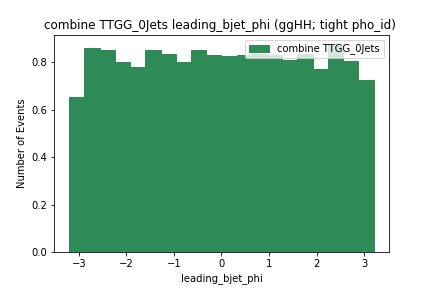 combine TTGG_0Jets leading_bjet_phi (ggHH; tight pho_id)
combine TTGG_0Jets
Number of Events
0.8
0.6
0.4
0.2
0.0
−3 −2 −1 0 1 2 3
leading_bjet_phi